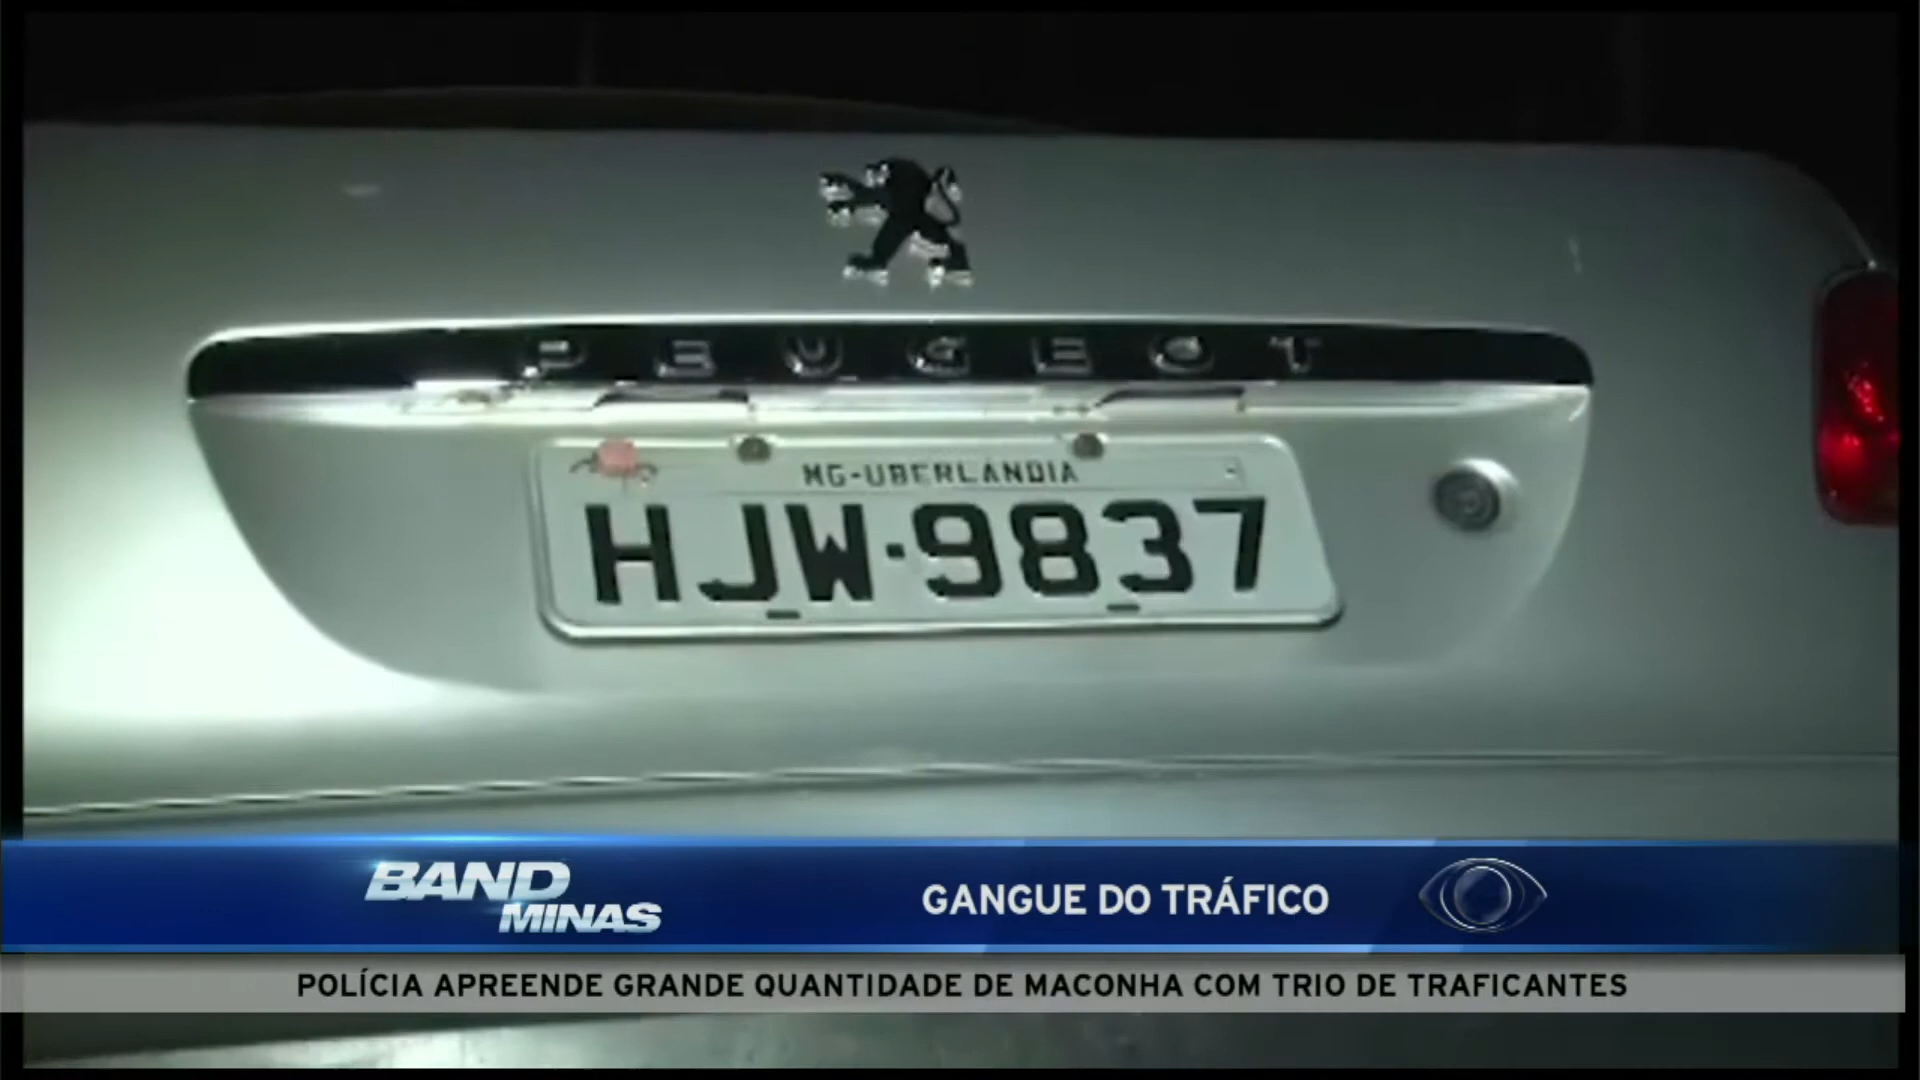 PEUGEOT
MG-UBERLÂNDIA
HJW·9837
BAND
MINAS
GANGUE DO TRÁFICO
POLÍCIA APREENDE GRANDE QUANTIDADE DE MACONHA COM TRIO DE TRAFICANTES